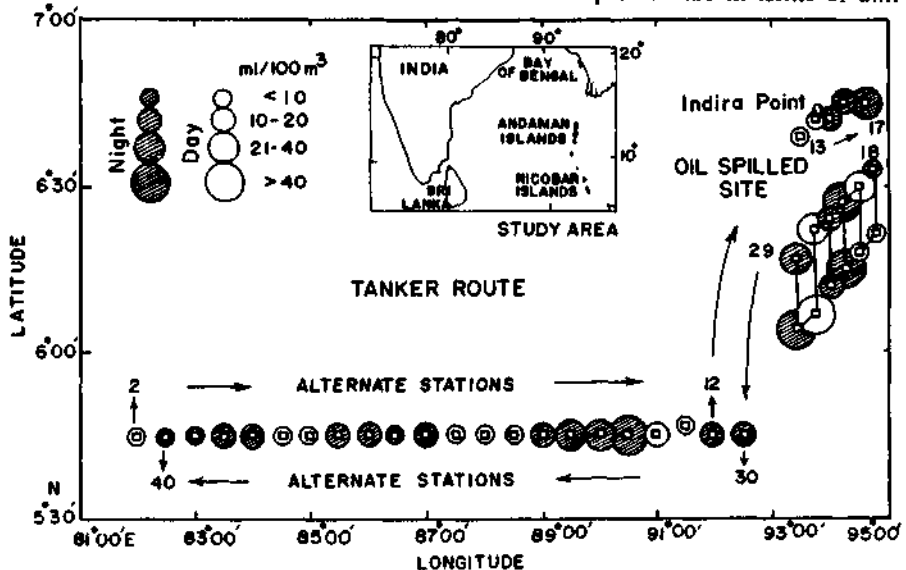 7°00'
ml/100 m³
Night
Day
< 10
10-20
21-40
> 40
80°
90°
20°
INDIA
BAY
OF BENGAL
ANDAMAN
ISLANDS
10°
SRI
LANKA
NICOBAR
ISLANDS
STUDY AREA
Indira Point
13
17
18
OIL SPILLED
SITE
6°30'
29
LATITUDE
TANKER ROUTE
6°00'
2
ALTERNATE STATIONS
12
40
ALTERNATE STATIONS
30
N
5°30'
81°00'E
83°00'
85°00'
87°00'
89°00'
91°00'
93°00'
95°00'
LONGITUDE